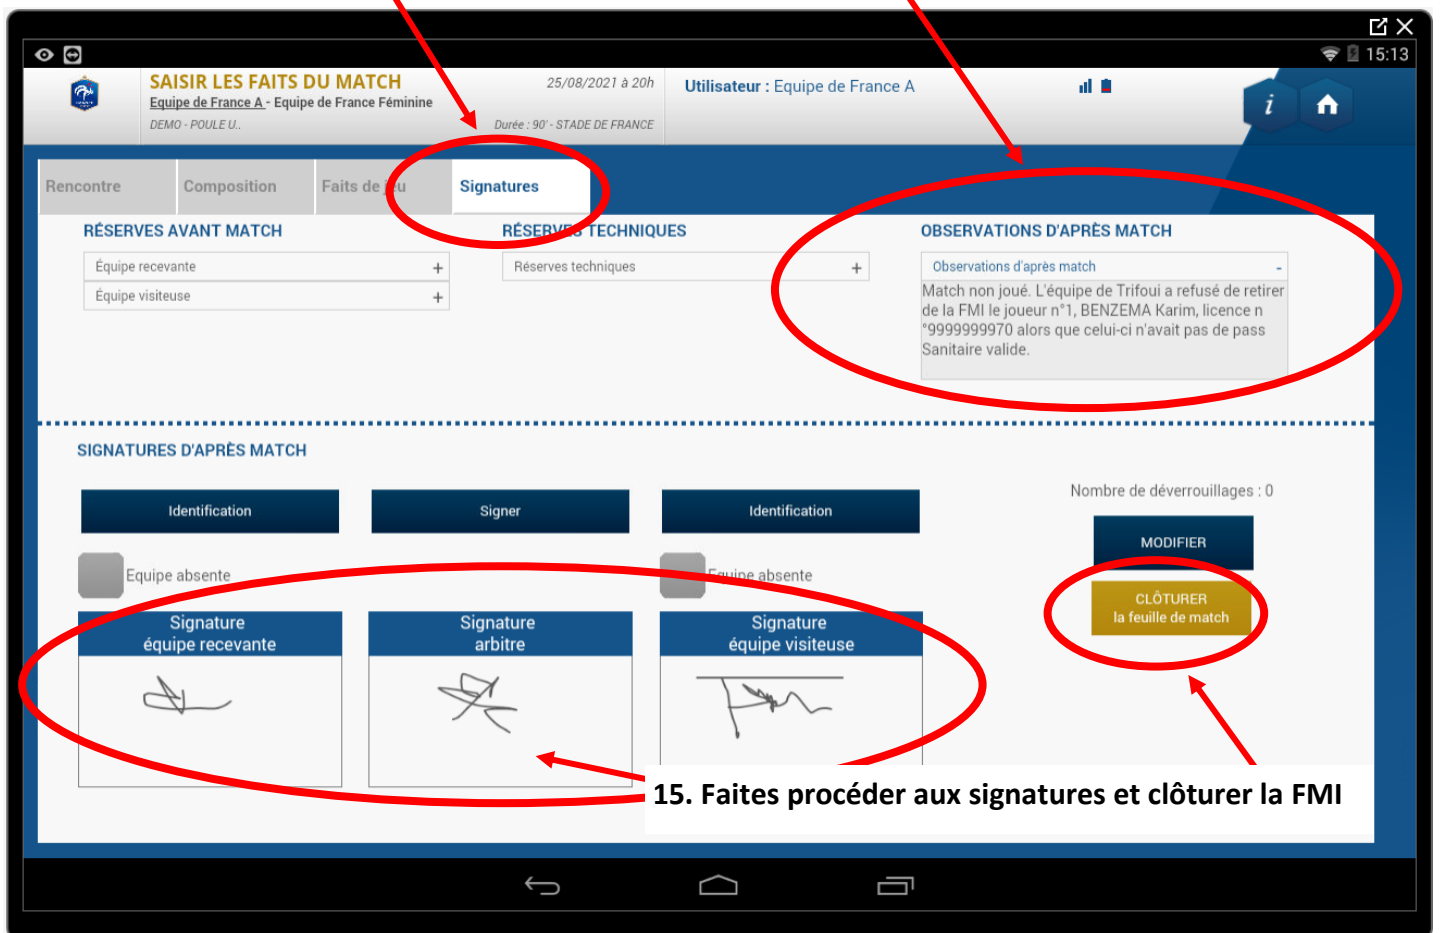 15:13
SAISIR LES FAITS DU MATCH
Equipe de France A - Equipe de France Féminine
DEMO - POULE U..
25/08/2021 à 20h
Durée : 90' - STADE DE FRANCE
Utilisateur : Equipe de France A
i
Rencontre
Composition
Faits de jeu
Signatures
RÉSERVES AVANT MATCH
Équipe recevante +
Équipe visiteuse +
RÉSERVES TECHNIQUES
Réserves techniques +
OBSERVATIONS D'APRÈS MATCH
Observations d'après match -
Match non joué. L'équipe de Trifoui a refusé de retirer
de la FMI le joueur n°1, BENZEMA Karim, licence n
°9999999970 alors que celui-ci n'avait pas de pass
Sanitaire valide.
SIGNATURES D'APRÈS MATCH
Identification
Signer
Identification
Equipe absente
Equipe absente
Signature
équipe recevante
Signature
arbitre
Signature
équipe visiteuse
Nombre de déverrouillages : 0
MODIFIER
CLÔTURER
la feuille de match
15. Faites procéder aux signatures et clôturer la FMI